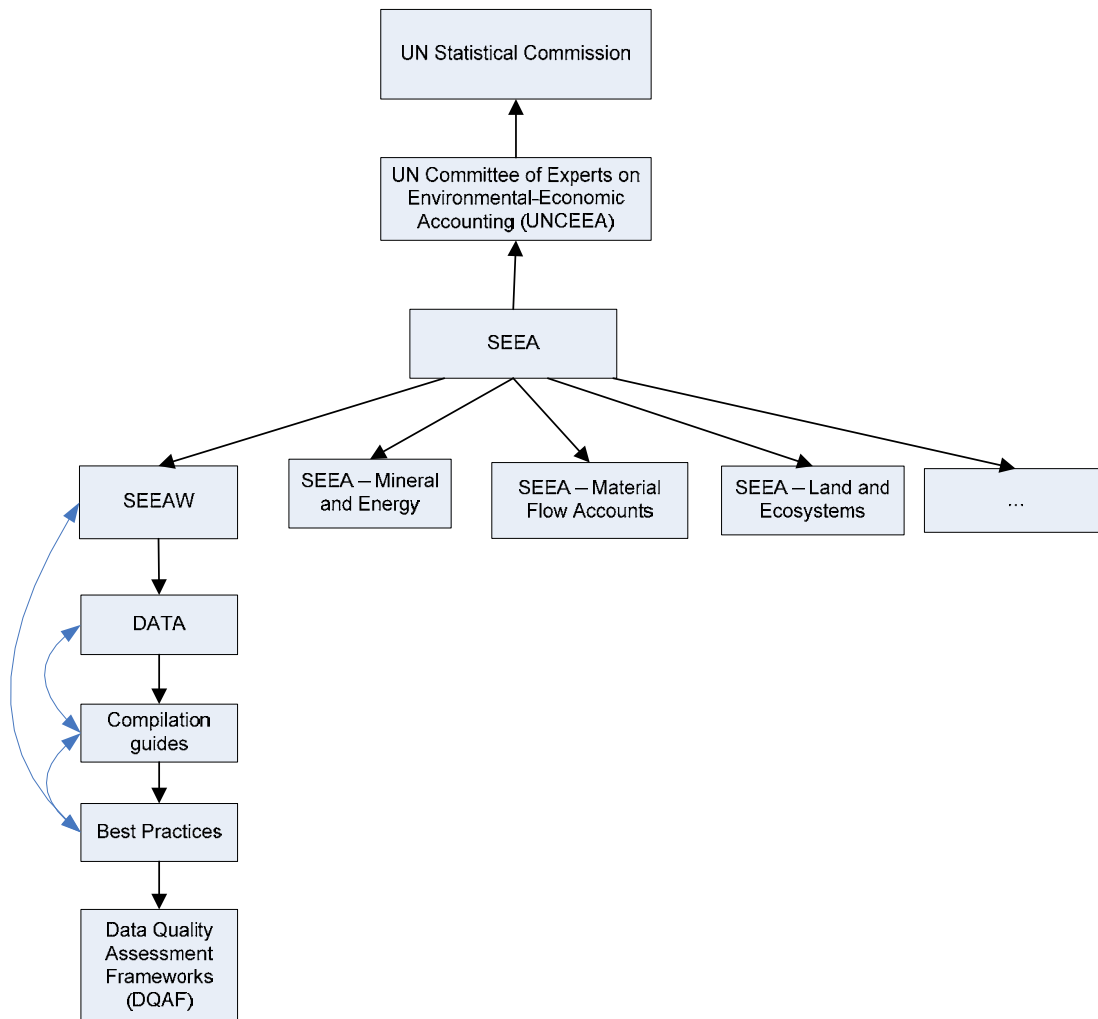 UN Statistical Commission
UN Committee of Experts on
Environmental-Economic
Accounting (UNCEEA)
SEEA
SEEAW
SEEA – Mineral
and Energy
SEEA – Material
Flow Accounts
SEEA – Land and
Ecosystems
...
DATA
Compilation
guides
Best Practices
Data Quality
Assessment
Frameworks
(DQAF)